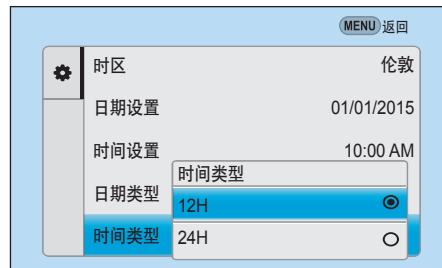 MENU 返回
时区 伦敦
日期设置 01/01/2015
时间设置 10:00 AM
日期类型
时间类型
时间类型
12H
24H